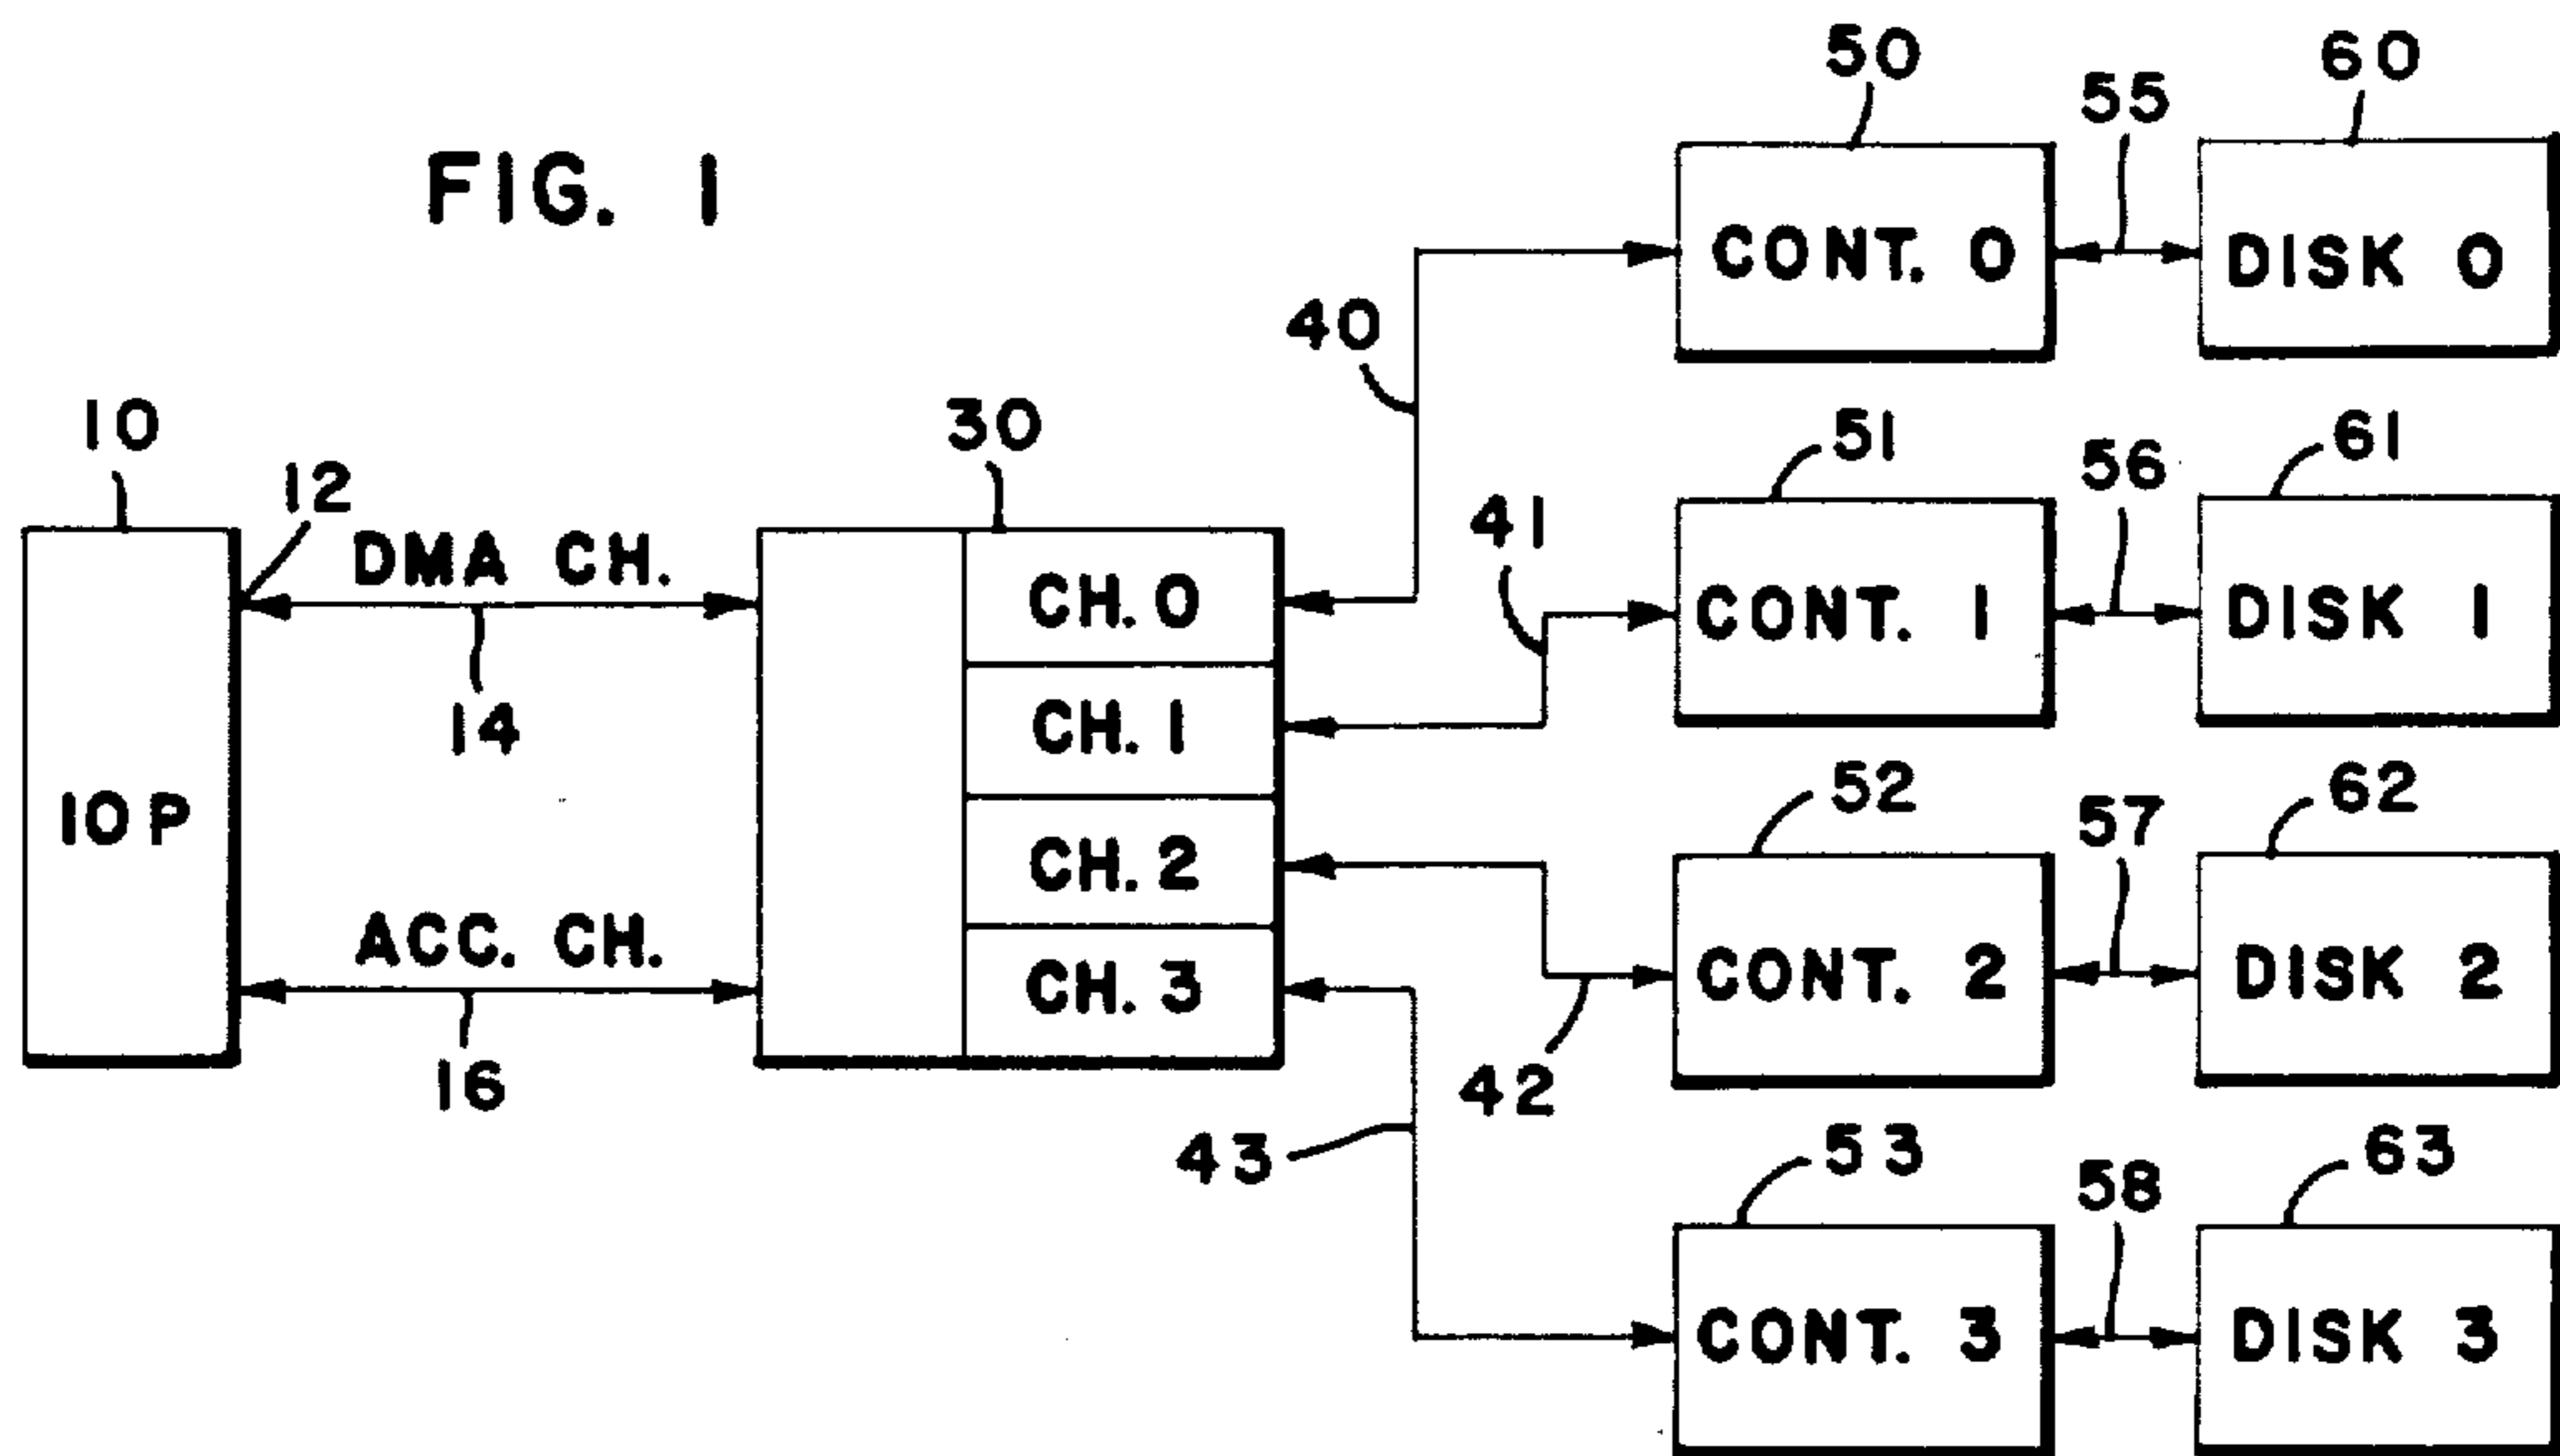 FIG. 1
50
60
55
CONT. 0
DISK 0
40
10
12
30
51
61
56
41
DMA CH.
CH. 0
CONT. 1
DISK 1
14
CH. 1
IOP
52
62
57
CH. 2
ACC. CH.
CH. 3
CONT. 2
DISK 2
16
42
43
53
63
58
CONT. 3
DISK 3